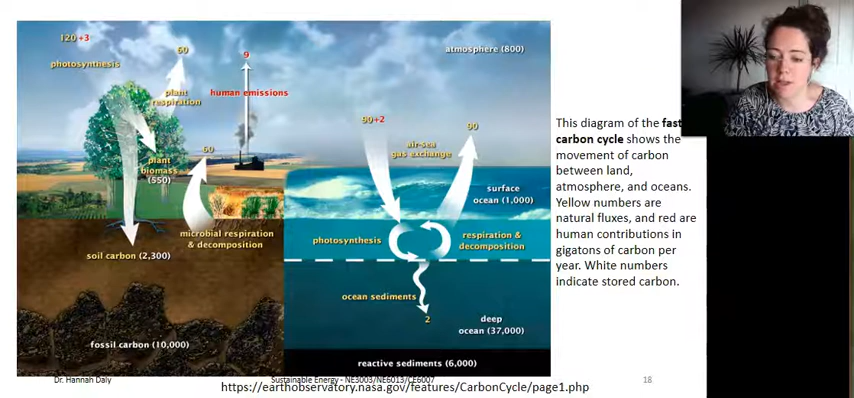 120+3
photosynthesis
60
plant
respiration
9
human emissions
atmosphere (800)
plant
biomass
(550)
60
microbial respiration
& decomposition
soil carbon (2,300)
fossil carbon (10,000)
90+2
air-sea
gas exchange
90
surface
ocean (1,000)
photosynthesis
respiration &
decomposition
ocean sediments
2
deep
ocean (37,000)
reactive sediments (6,000)
This diagram of the fast
carbon cycle shows the
movement of carbon
between land,
atmosphere, and oceans.
Yellow numbers are
natural fluxes, and red are
human contributions in
gigatons of carbon per
year. White numbers
indicate stored carbon.
Dr. Hannah Daly
Sustainable Energy - NE3003/NE6013/CE6007
18
https://earthobservatory.nasa.gov/features/CarbonCycle/page1.php